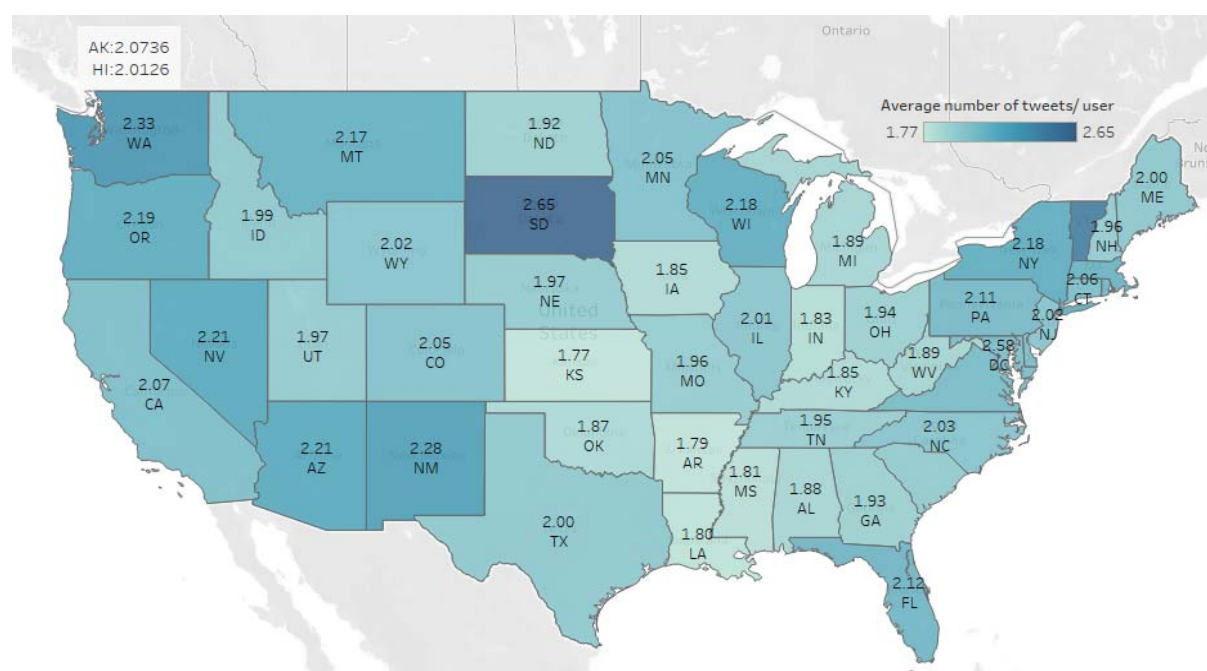 Ontario
AK:2.0736
HI:2.0126
Average number of tweets/ user
1.77
2.65
2.33
WA
2.17
MT
1.92
ND
2.05
MN
2.00
ME
2.19
OR
1.99
ID
2.65
SD
2.18
WI
1.96
NH
2.02
WY
1.89
MI
2.18
NY
1.85
IA
2.06
CT
1.97
NE
2.11
PA
2.02
NJ
United
States
2.21
NV
1.97
UT
2.05
CO
2.01
IL
1.83
IN
1.94
OH
2.58
DC
1.77
KS
1.96
MO
1.89
WV
1.85
KY
2.07
CA
1.87
OK
1.95
TN
2.03
NC
2.21
AZ
2.28
NM
1.79
AR
1.81
MS
1.88
AL
1.93
GA
2.00
TX
1.80
LA
2.12
FL